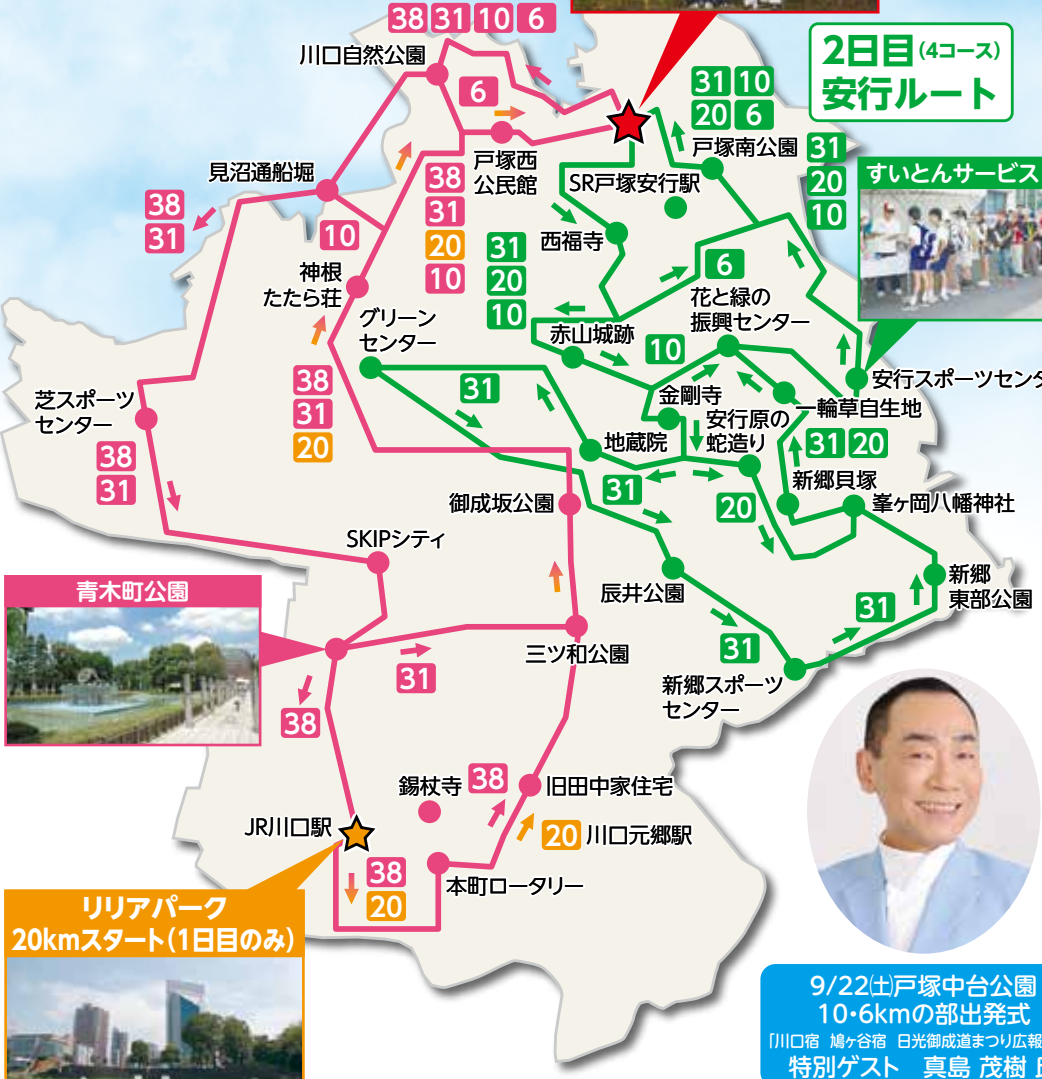 38 31 10 6
川口自然公園
6
2日目(4コース)
安行ルート
31 10
20 6
戸塚南公園
戸塚西
公民館
SR戸塚安行駅
31
20
10
すいとんサービス
見沼通船堀
38
31
10
38
31
20
10
西福寺
31
20
10
6
神根
たたら荘
グリーン
センター
花と緑の
振興センター
赤山城跡
10
安行スポーツセンタ
一輪草自生地
金剛寺
安行原の
蛇造り
31
38
31
20
芝スポーツ
センター
38
31
地蔵院
31 20
新郷貝塚
峯ヶ岡八幡神社
31
20
御成坂公園
SKIPシティ
辰井公園
新郷
東部公園
31
31
青木町公園
三ツ和公園
31
新郷スポーツ
センター
38
錫杖寺
38
旧田中家住宅
JR川口駅
20
川口元郷駅
38
20
本町ロータリー
リリアパーク
20kmスタート(1日目のみ)
9/22㈯戸塚中台公園
10・6kmの部出発式
「川口宿 鳩ヶ谷宿 日光御成道まつり広報
特別ゲスト 真島 茂樹